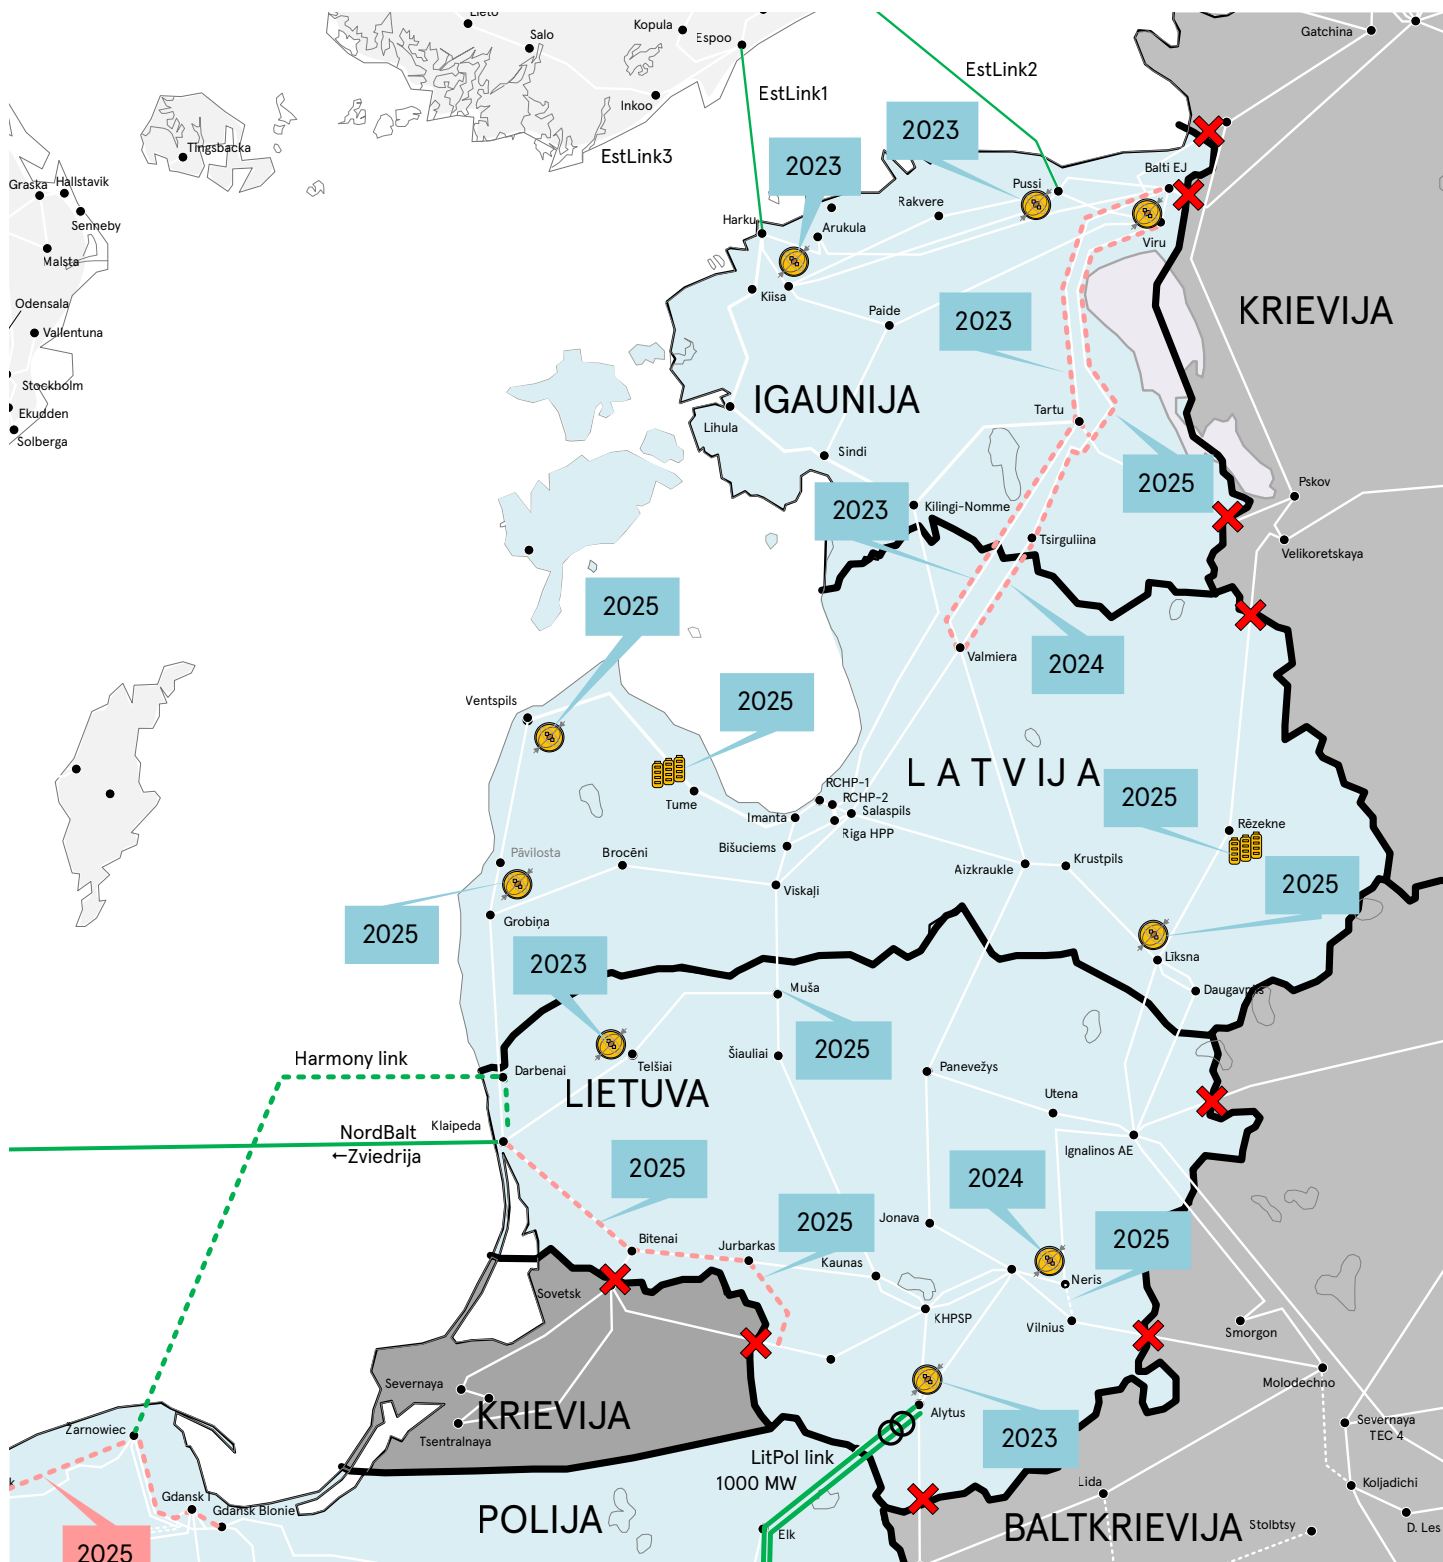 Lieto
Kopula
Espoo
Gatchina
Salo
EstLink2
EstLink1
Inkoo
2023
Tingsbacka
EstLink3
2023
Balti EJ
Graska
Hallstavik
Pussi
Rakvere
Senneby
Harku
Arukula
Viru
Malsta
Kiisa
Odensala
Paide
2023
KRIEVIJA
Vallentuna
Stockholm
IGAUNIJA
Tartu
Ekudden
Lihula
Solberga
Sindi
2025
Pskov
2023
Kilingi-Nomme
Tsirguliina
Velikoretskaya
2025
Valmiera
2024
Ventspils
2025
LATVIJA
RCHP-1
2025
Tume
RCHP-2
Imanta
Salaspils
Rēzekne
Riga HPP
Pāvilosta
Brocēni
Bišuciems
Krustpils
Aizkraukle
2025
Viskaļi
Grobiņa
2025
2023
Līksna
Muša
Daugavpils
Harmony link
Šiauliai
2025
Darbenai
Telšiai
Panevežys
LIETUVA
Utena
Klaipeda
NordBalt
←Zviedrija
Ignalinos AE
2025
2024
Jonava
2025
Bitenai
2025
Jurbarkas
Kaunas
Neris
Sovetsk
KHPSP
Vilnius
Smorgon
Severnaya
Molodechno
KRIEVIJA
Alytus
Żarnowiec
Tsentralnaya
Severnaya
TEC 4
2023
LitPol link
1000 MW
k
Lida
Koljadichi
Gdansk I
Gdańsk Błonie
POLIJA
BALTKRIEVIJA
Stolbtsy
D. Les
Elk
2025